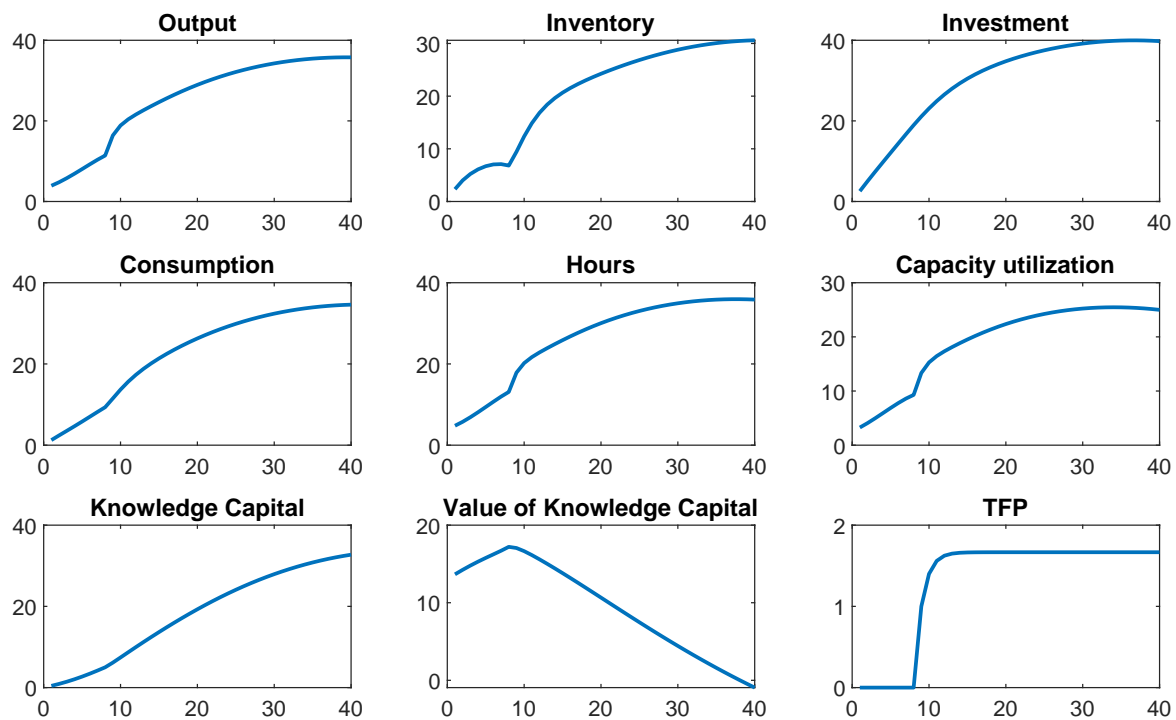 Output
Inventory
Investment
40
20
0
0 10 20 30 40
30
20
10
0
0 10 20 30 40
40
20
0
0 10 20 30 40
Consumption
Hours
Capacity utilization
40
20
0
0 10 20 30 40
40
20
0
0 10 20 30 40
30
20
10
0
0 10 20 30 40
Knowledge Capital
Value of Knowledge Capital
TFP
40
20
0
0 10 20 30 40
20
10
0
0 10 20 30 40
2
1
0
0 10 20 30 40